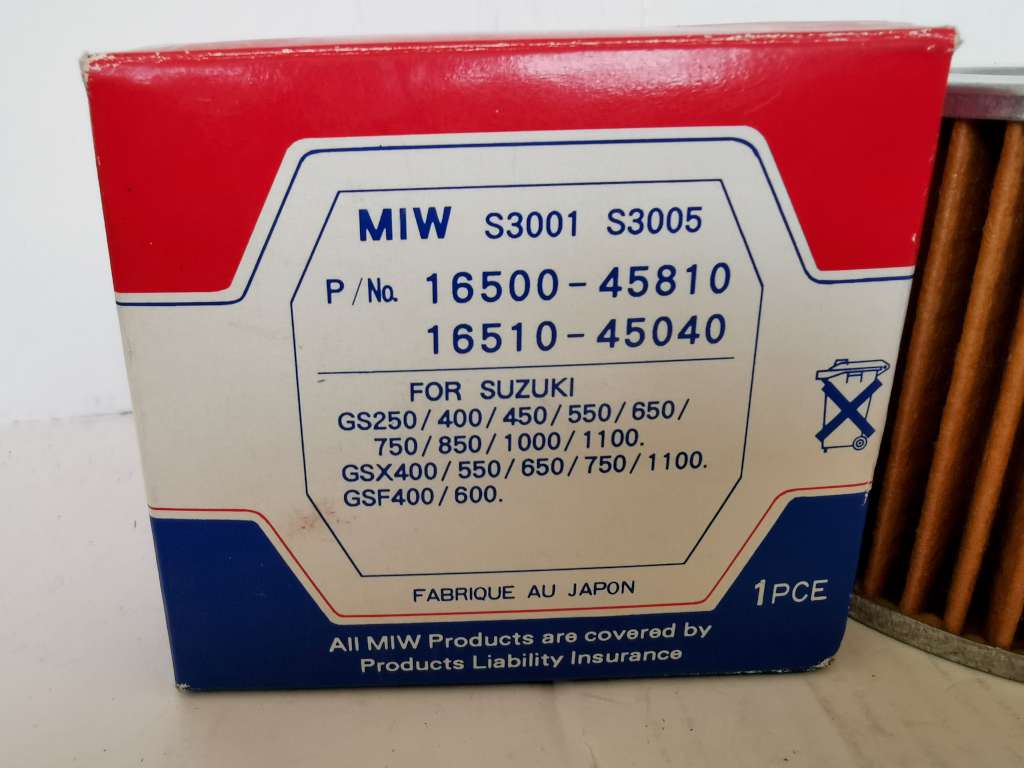 MIW S3001 S3005
P/No. 16500-45810
16510-45040
FOR SUZUKI
GS250/400/450/550/650/
750/850/1000/1100.
GSX400/550/650/750/1100.
GSF400/600.
FABRIQUE AU JAPON
1PCE
All MIW Products are covered by
Products Liability Insurance